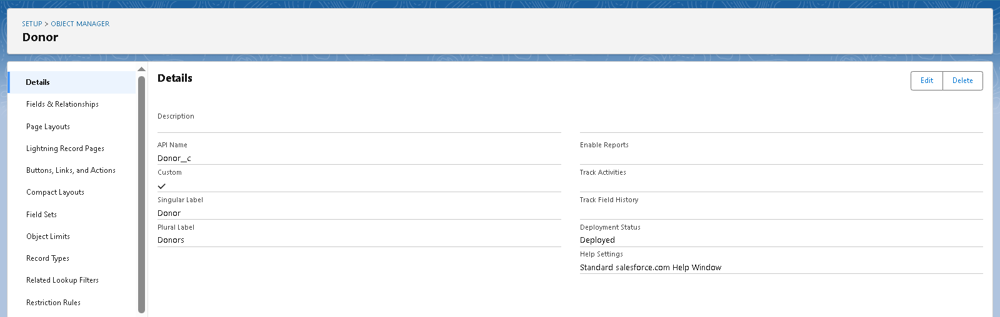 SETUP > OBJECT MANAGER
Donor
Details
Fields & Relationships
Page Layouts
Lightning Record Pages
Buttons, Links, and Actions
Compact Layouts
Field Sets
Object Limits
Record Types
Related Lookup Filters
Restriction Rules
Details
Edit
Delete
Description
API Name
Donor__c
Custom
Singular Label
Donor
Plural Label
Donors
Enable Reports
Track Activities
Track Field History
Deployment Status
Deployed
Help Settings
Standard salesforce.com Help Window